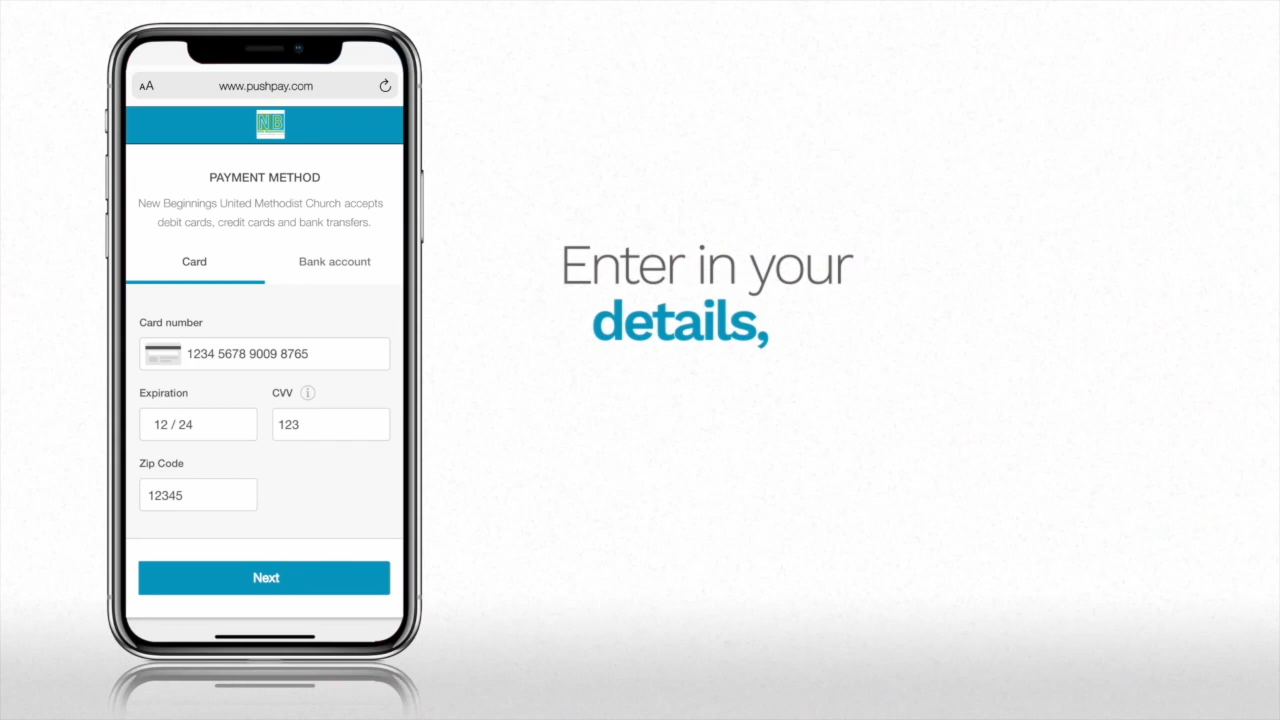 AA www.pushpay.com
NB
PAYMENT METHOD
New Beginnings United Methodist Church accepts
debit cards, credit cards and bank transfers.
Card Bank account
Card number
1234 5678 9009 8765
Expiration CVV i
12 / 24 123
Zip Code
12345
Next
Enter in your
details,